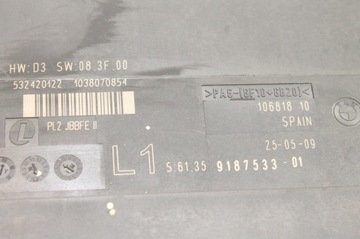 HW:D3 SW:08.3F.00
532420122 1038070854
>PA6-(GF10+GB20)<
106818 10
SPAIN
PL2 JBBFE II
25-05-09
L1
S 61.35 9187533-01